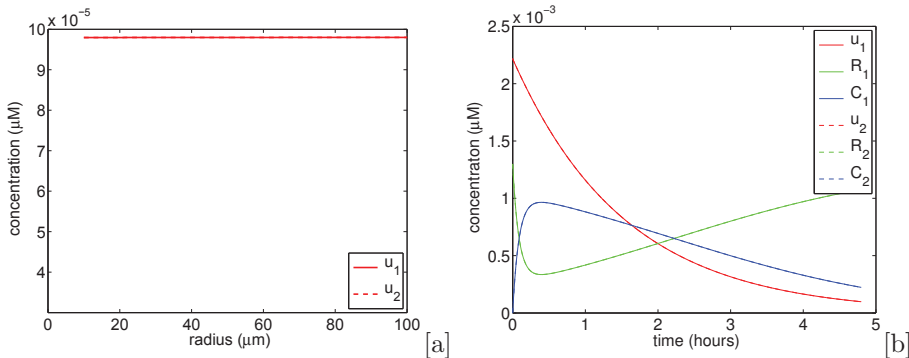 x 10⁻⁵
10
9
8
7
6
5
4
concentration (μM)
0 20 40 60 80 100
radius (μm)
u₁
u₂
[a]
x 10⁻³
2.5
2
1.5
1
0.5
0
concentraton (μM)
0 1 2 3 4 5
time (hours)
u₁
R₁
C₁
u₂
R₂
C₂
[b]